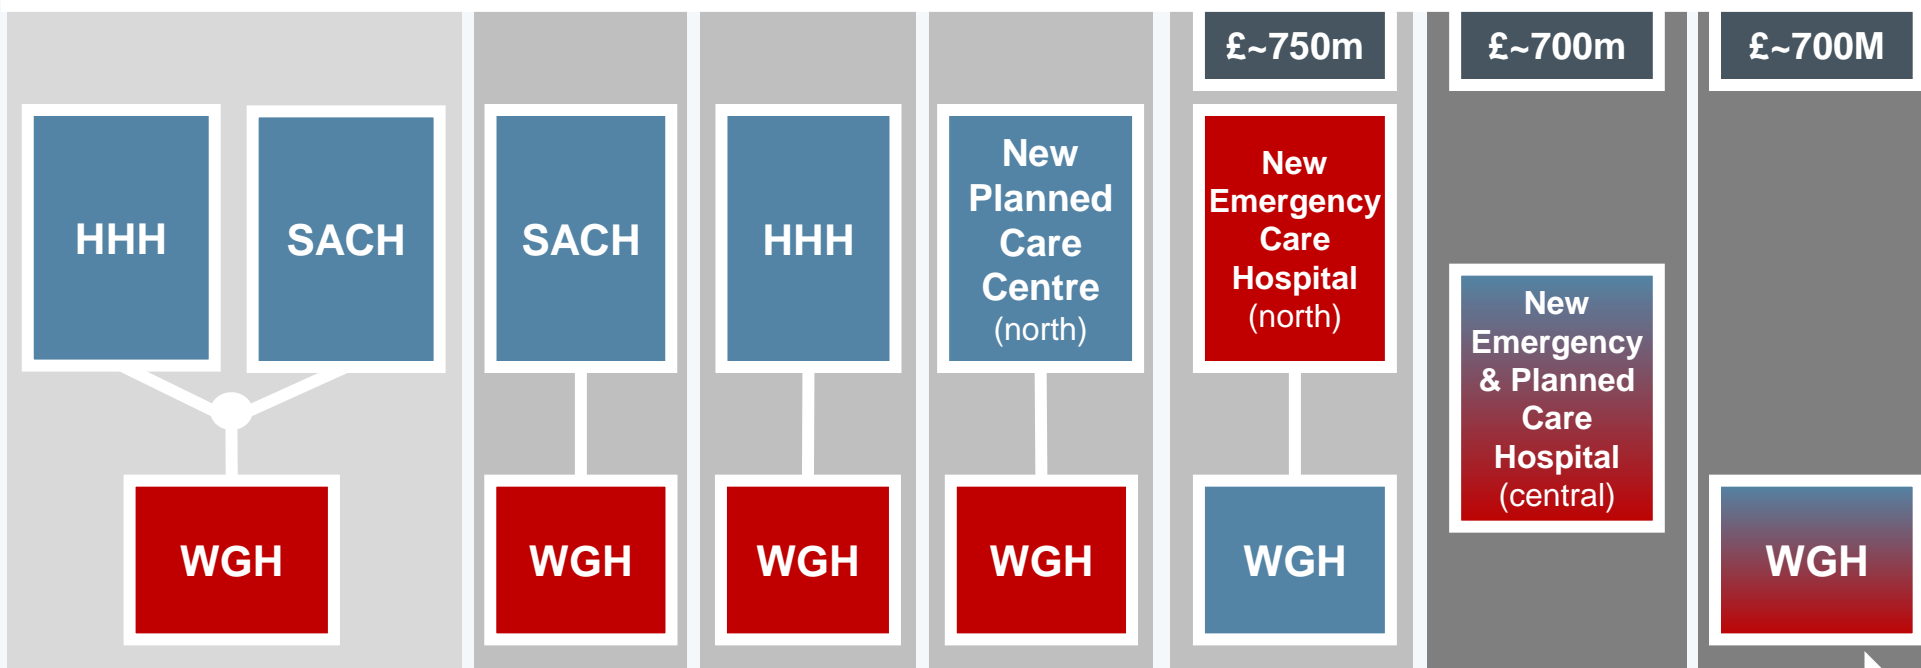 £~750m
£~700m
£~700M
HHH
SACH
SACH
HHH
New
Planned
Care
Centre
(north)
New
Emergency
Care
Hospital
(north)
New
Emergency
& Planned
Care
Hospital
(central)
WGH
WGH
WGH
WGH
WGH
WGH